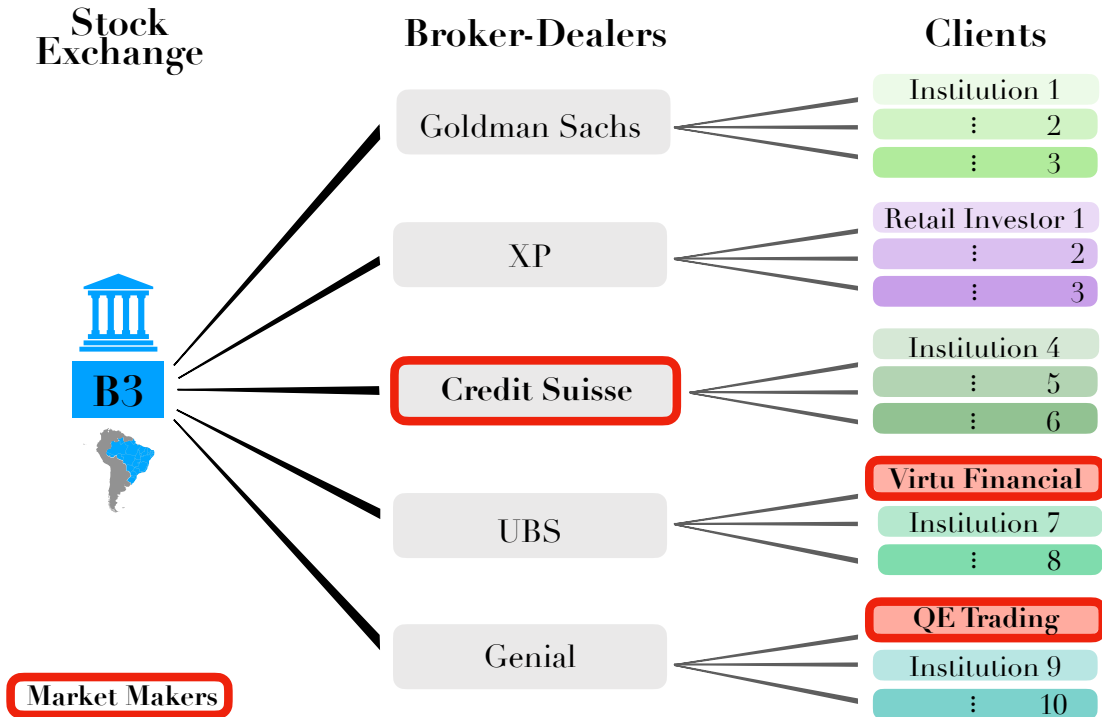 Stock
Exchange
Broker-Dealers
Clients
Goldman Sachs
Institution 1
⋮ 2
⋮ 3
XP
Retail Investor 1
⋮ 2
⋮ 3
B3
Credit Suisse
Institution 4
⋮ 5
⋮ 6
UBS
Virtu Financial
Institution 7
⋮ 8
Genial
QE Trading
Institution 9
⋮ 10
Market Makers